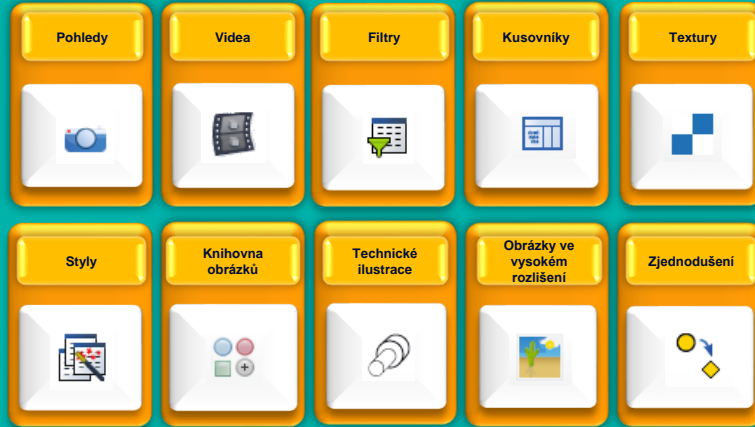 Pohledy
Videa
Filtry
Kusovníky
Textury
Styly
Knihovna
obrázků
Technické
ilustrace
Obrázky ve
vysokém
rozlišení
Zjednodušení